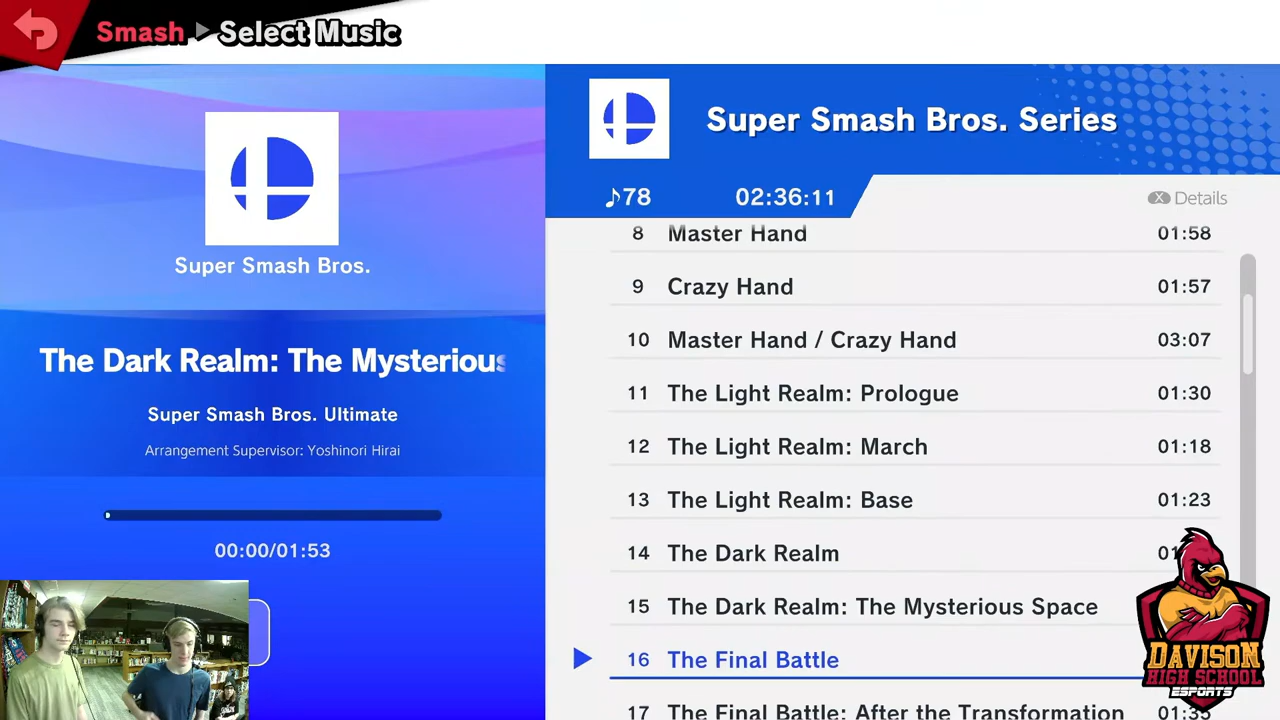 Smash ▶ Select Music
Super Smash Bros.
The Dark Realm: The Mysterious
Super Smash Bros. Ultimate
Arrangement Supervisor: Yoshinori Hirai
00:00/01:53
Super Smash Bros. Series
♪78 02:36:11
X Details
8 Master Hand 01:58
9 Crazy Hand 01:57
10 Master Hand / Crazy Hand 03:07
11 The Light Realm: Prologue 01:30
12 The Light Realm: March 01:18
13 The Light Realm: Base 01:23
14 The Dark Realm
15 The Dark Realm: The Mysterious Space
16 The Final Battle
17 The Final Battle: After the Transformation
DAVISON
HIGH SCHOOL
ESPORTS